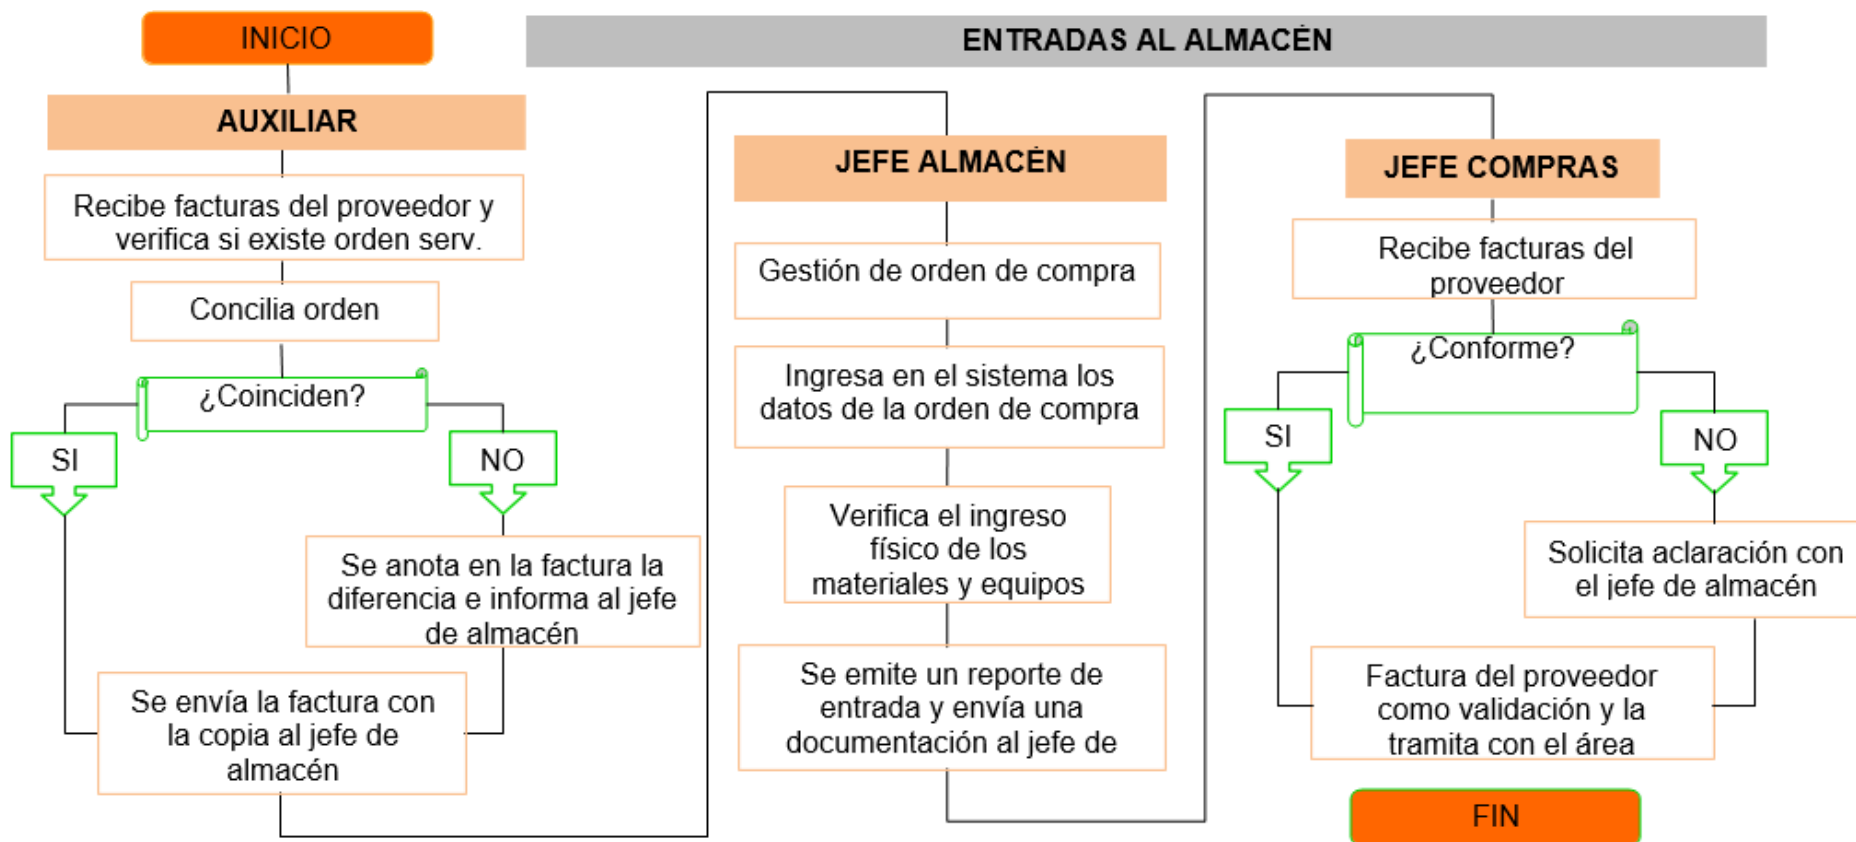 INICIO
ENTRADAS AL ALMACÉN
AUXILIAR
Recibe facturas del proveedor y
verifica si existe orden serv.
Concilia orden
¿Coinciden?
SI
NO
Se anota en la factura la
diferencia e informa al jefe
de almacén
Se envía la factura con
la copia al jefe de
almacén
JEFE ALMACÉN
Gestión de orden de compra
Ingresa en el sistema los
datos de la orden de compra
Verifica el ingreso
físico de los
materiales y equipos
Se emite un reporte de
entrada y envía una
documentación al jefe de
JEFE COMPRAS
Recibe facturas del
proveedor
¿Conforme?
SI
NO
Solicita aclaración con
el jefe de almacén
Factura del proveedor
como validación y la
tramita con el área
FIN